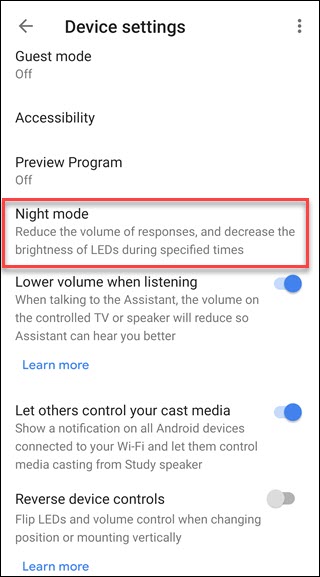 Device settings
Guest mode
Off
Accessibility
Preview Program
Off
Night mode
Reduce the volume of responses, and decrease the
brightness of LEDs during specified times
Lower volume when listening
When talking to the Assistant, the volume on
the controlled TV or speaker will reduce so
Assistant can hear you better
Learn more
Let others control your cast media
Show a notification on all Android devices
connected to your Wi-Fi and let them control
media casting from Study speaker
Reverse device controls
Flip LEDs and volume control when changing
position or mounting vertically
Learn more